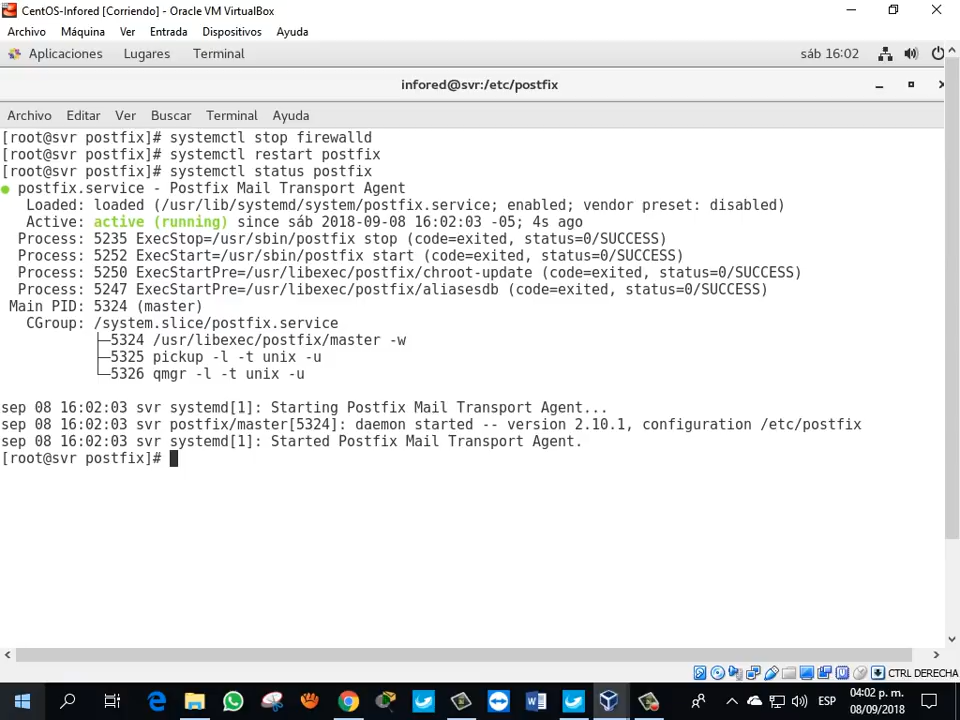 CentOS-Infored [Corriendo] - Oracle VM VirtualBox
Archivo Máquina Ver Entrada Dispositivos Ayuda
Aplicaciones Lugares Terminal sáb 16:02
infored@svr:/etc/postfix
Archivo Editar Ver Buscar Terminal Ayuda
[root@svr postfix]# systemctl stop firewalld
[root@svr postfix]# systemctl restart postfix
[root@svr postfix]# systemctl status postfix
● postfix.service - Postfix Mail Transport Agent
Loaded: loaded (/usr/lib/systemd/system/postfix.service; enabled; vendor preset: disabled)
Active: active (running) since sáb 2018-09-08 16:02:03 -05; 4s ago
Process: 5235 ExecStop=/usr/sbin/postfix stop (code=exited, status=0/SUCCESS)
Process: 5252 ExecStart=/usr/sbin/postfix start (code=exited, status=0/SUCCESS)
Process: 5250 ExecStartPre=/usr/libexec/postfix/chroot-update (code=exited, status=0/SUCCESS)
Process: 5247 ExecStartPre=/usr/libexec/postfix/aliasesdb (code=exited, status=0/SUCCESS)
Main PID: 5324 (master)
CGroup: /system.slice/postfix.service
├─5324 /usr/libexec/postfix/master -w
├─5325 pickup -l -t unix -u
└─5326 qmgr -l -t unix -u
sep 08 16:02:03 svr systemd[1]: Starting Postfix Mail Transport Agent...
sep 08 16:02:03 svr postfix/master[5324]: daemon started -- version 2.10.1, configuration /etc/postfix
sep 08 16:02:03 svr systemd[1]: Started Postfix Mail Transport Agent.
[root@svr postfix]#
CTRL DERECHA
ESP
04:02 p. m.
08/09/2018